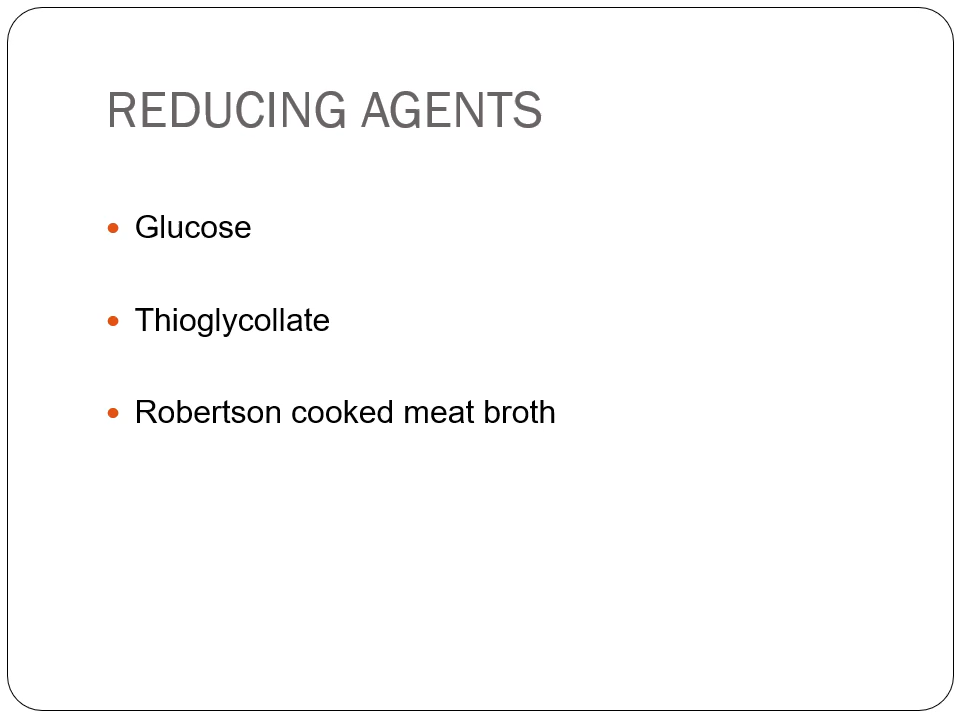 REDUCING AGENTS
• Glucose
• Thioglycollate
• Robertson cooked meat broth